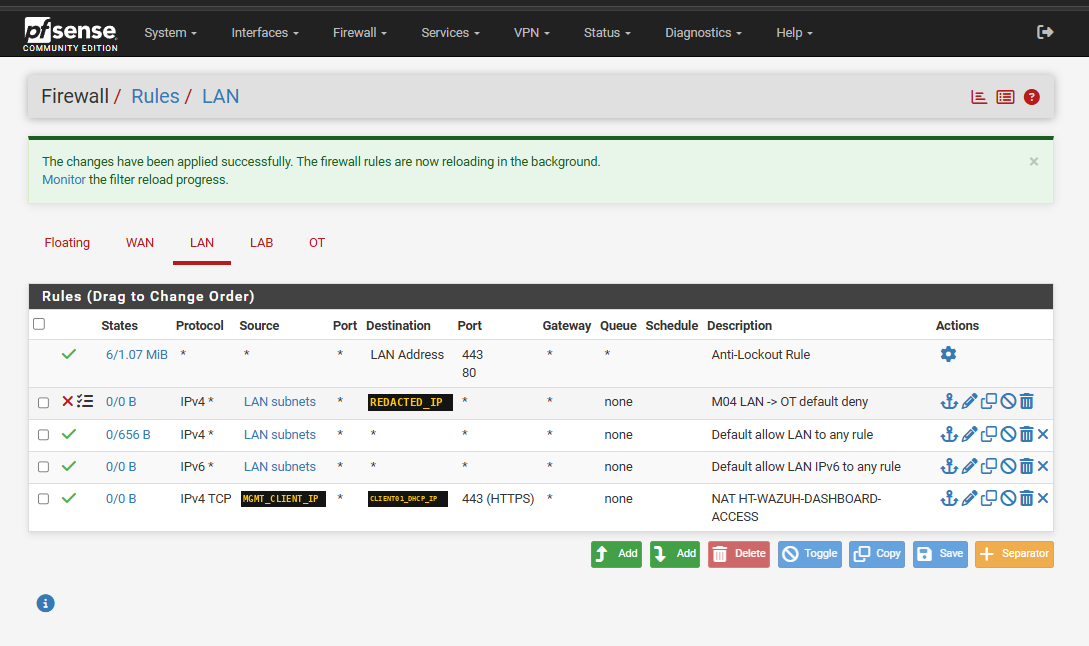 pfsense
COMMUNITY EDITION
System Interfaces Firewall Services VPN Status Diagnostics Help
Firewall / Rules / LAN
The changes have been applied successfully. The firewall rules are now reloading in the background.
Monitor the filter reload progress.
Floating WAN LAN LAB OT
Rules (Drag to Change Order)
States Protocol Source Port Destination Port Gateway Queue Schedule Description Actions
6/1.07 MiB * * * LAN Address 443 * * Anti-Lockout Rule
80
0/0 B IPv4 * LAN subnets * REDACTED_IP * * none M04 LAN -> OT default deny
0/656 B IPv4 * LAN subnets * * * * none Default allow LAN to any rule
0/0 B IPv6 * LAN subnets * * * * none Default allow LAN IPv6 to any rule
0/0 B IPv4 TCP MGMT_CLIENT_IP * CLIENT01_DHCP_IP 443 (HTTPS) * none NAT HT-WAZUH-DASHBOARD-
ACCESS
Add Add Delete Toggle Copy Save Separator